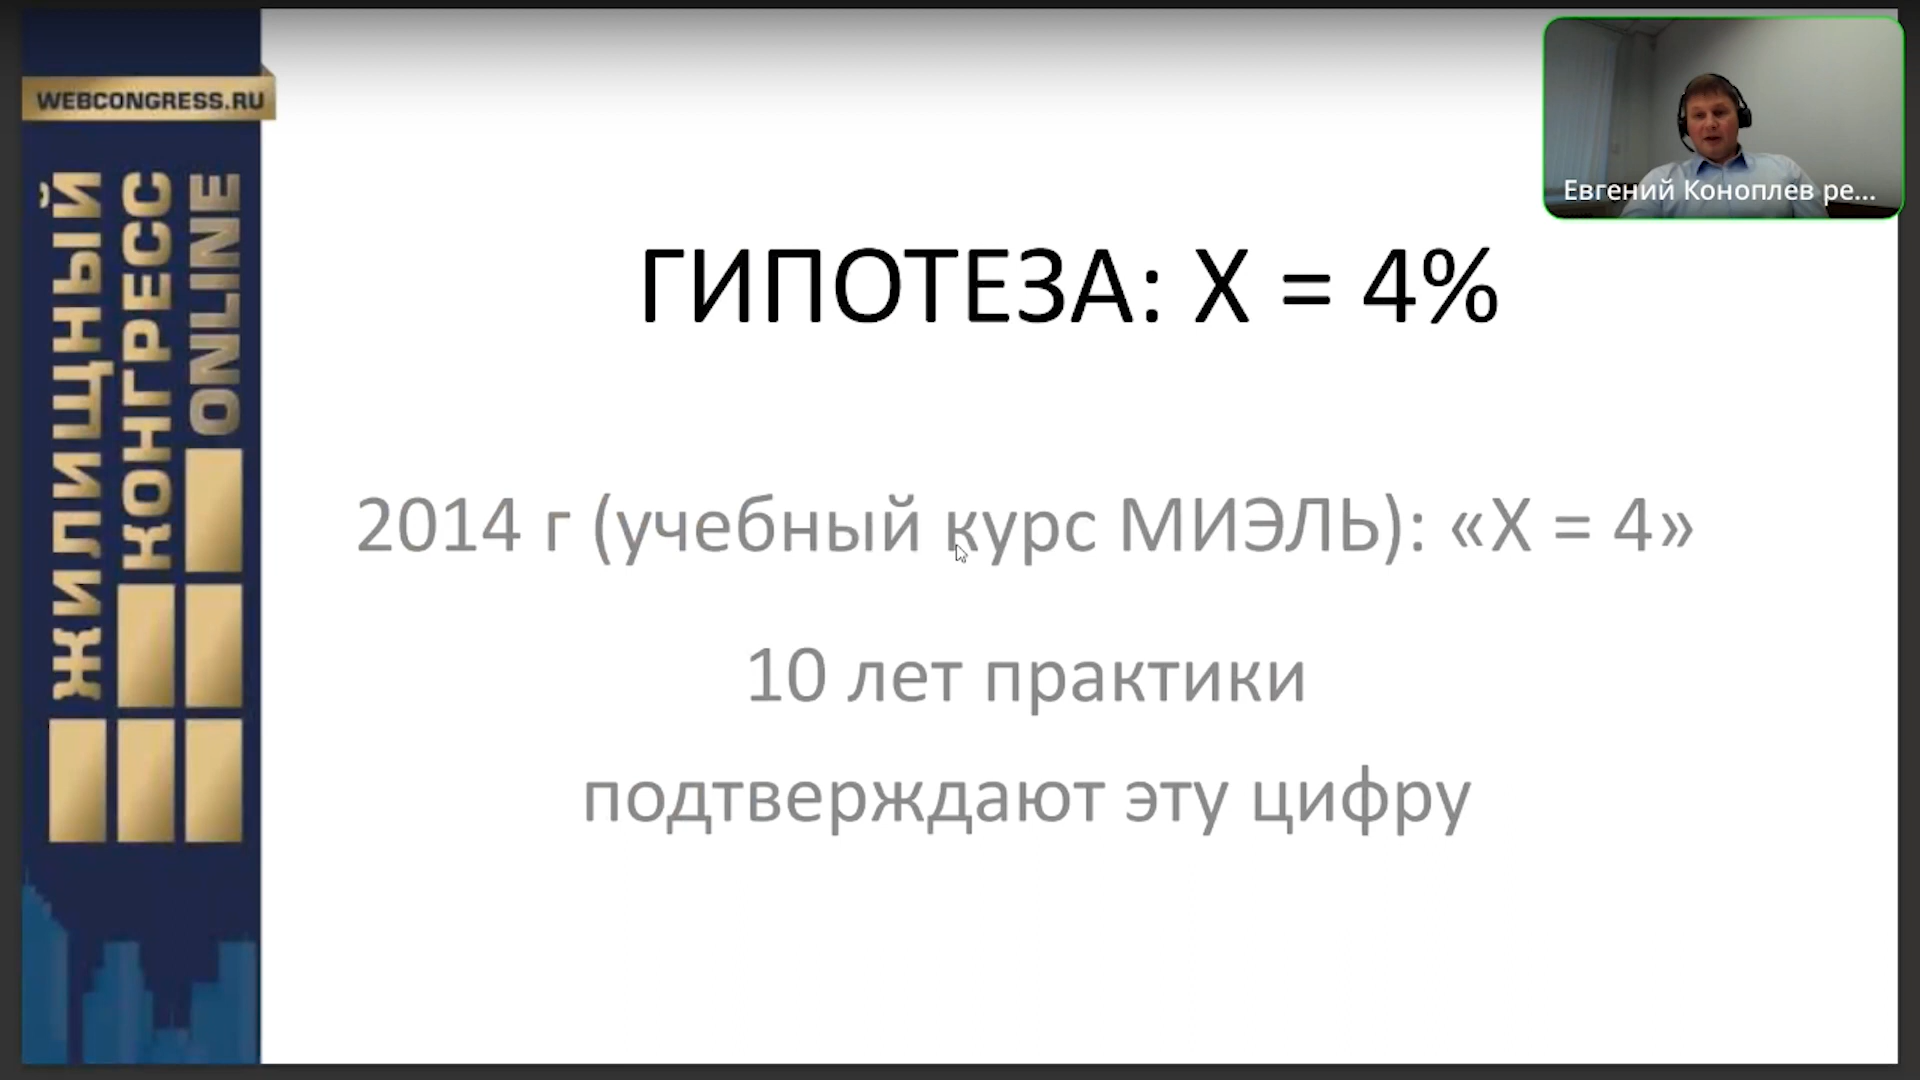 WEBCONGRESS.RU
ЖИЛИЩНЫЙ
КОНГРЕСС
ONLINE
Евгений Коноплев ре...
ГИПОТЕЗА: X = 4%
2014 г (учебный курс МИЭЛЬ): «X = 4»
10 лет практики
подтверждают эту цифру